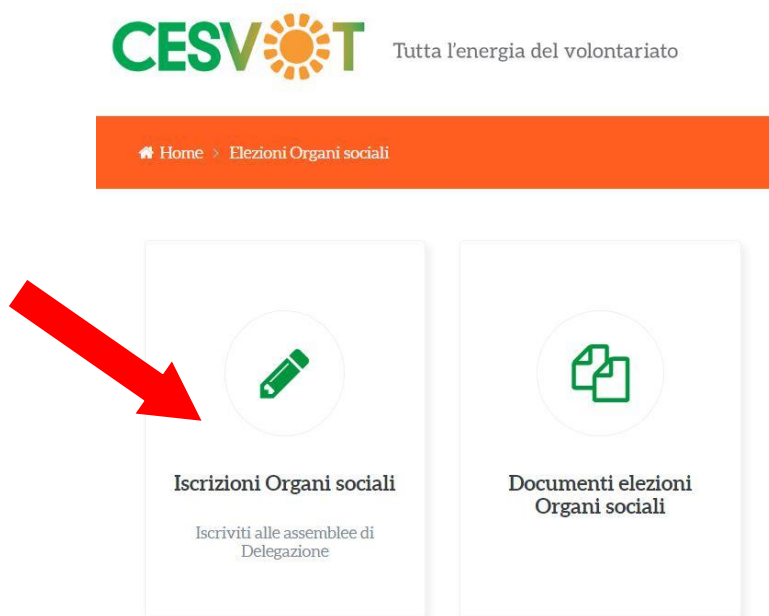 CESVOT
Tutta l'energia del volontariato
Home > Elezioni Organi sociali
Iscrizioni Organi sociali
Iscriviti alle assemblee di
Delegazione
Documenti elezioni
Organi sociali